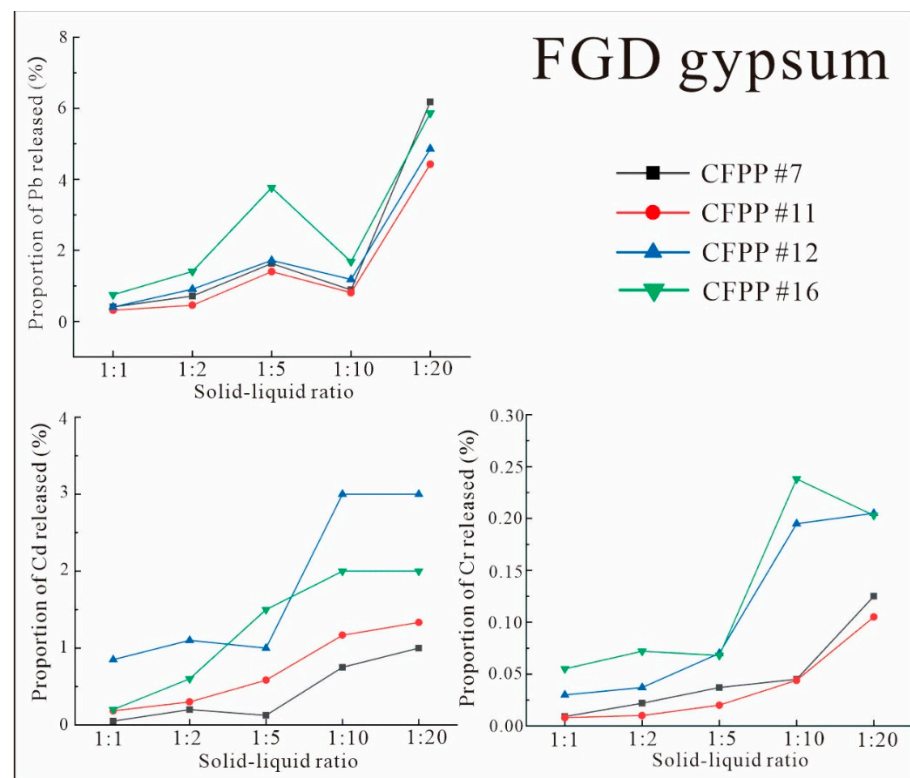 FGD gypsum
CFPP #7
CFPP #11
CFPP #12
CFPP #16
Proportion of Pb released (%)
8
6
4
2
0
1:1 1:2 1:5 1:10 1:20
Solid-liquid ratio
Proportion of Cd released (%)
4
3
2
1
0
1:1 1:2 1:5 1:10 1:20
Solid-liquid ratio
Proportion of Cr released (%)
0.30
0.25
0.20
0.15
0.10
0.05
0.00
1:1 1:2 1:5 1:10 1:20
Solid-liquid ratio